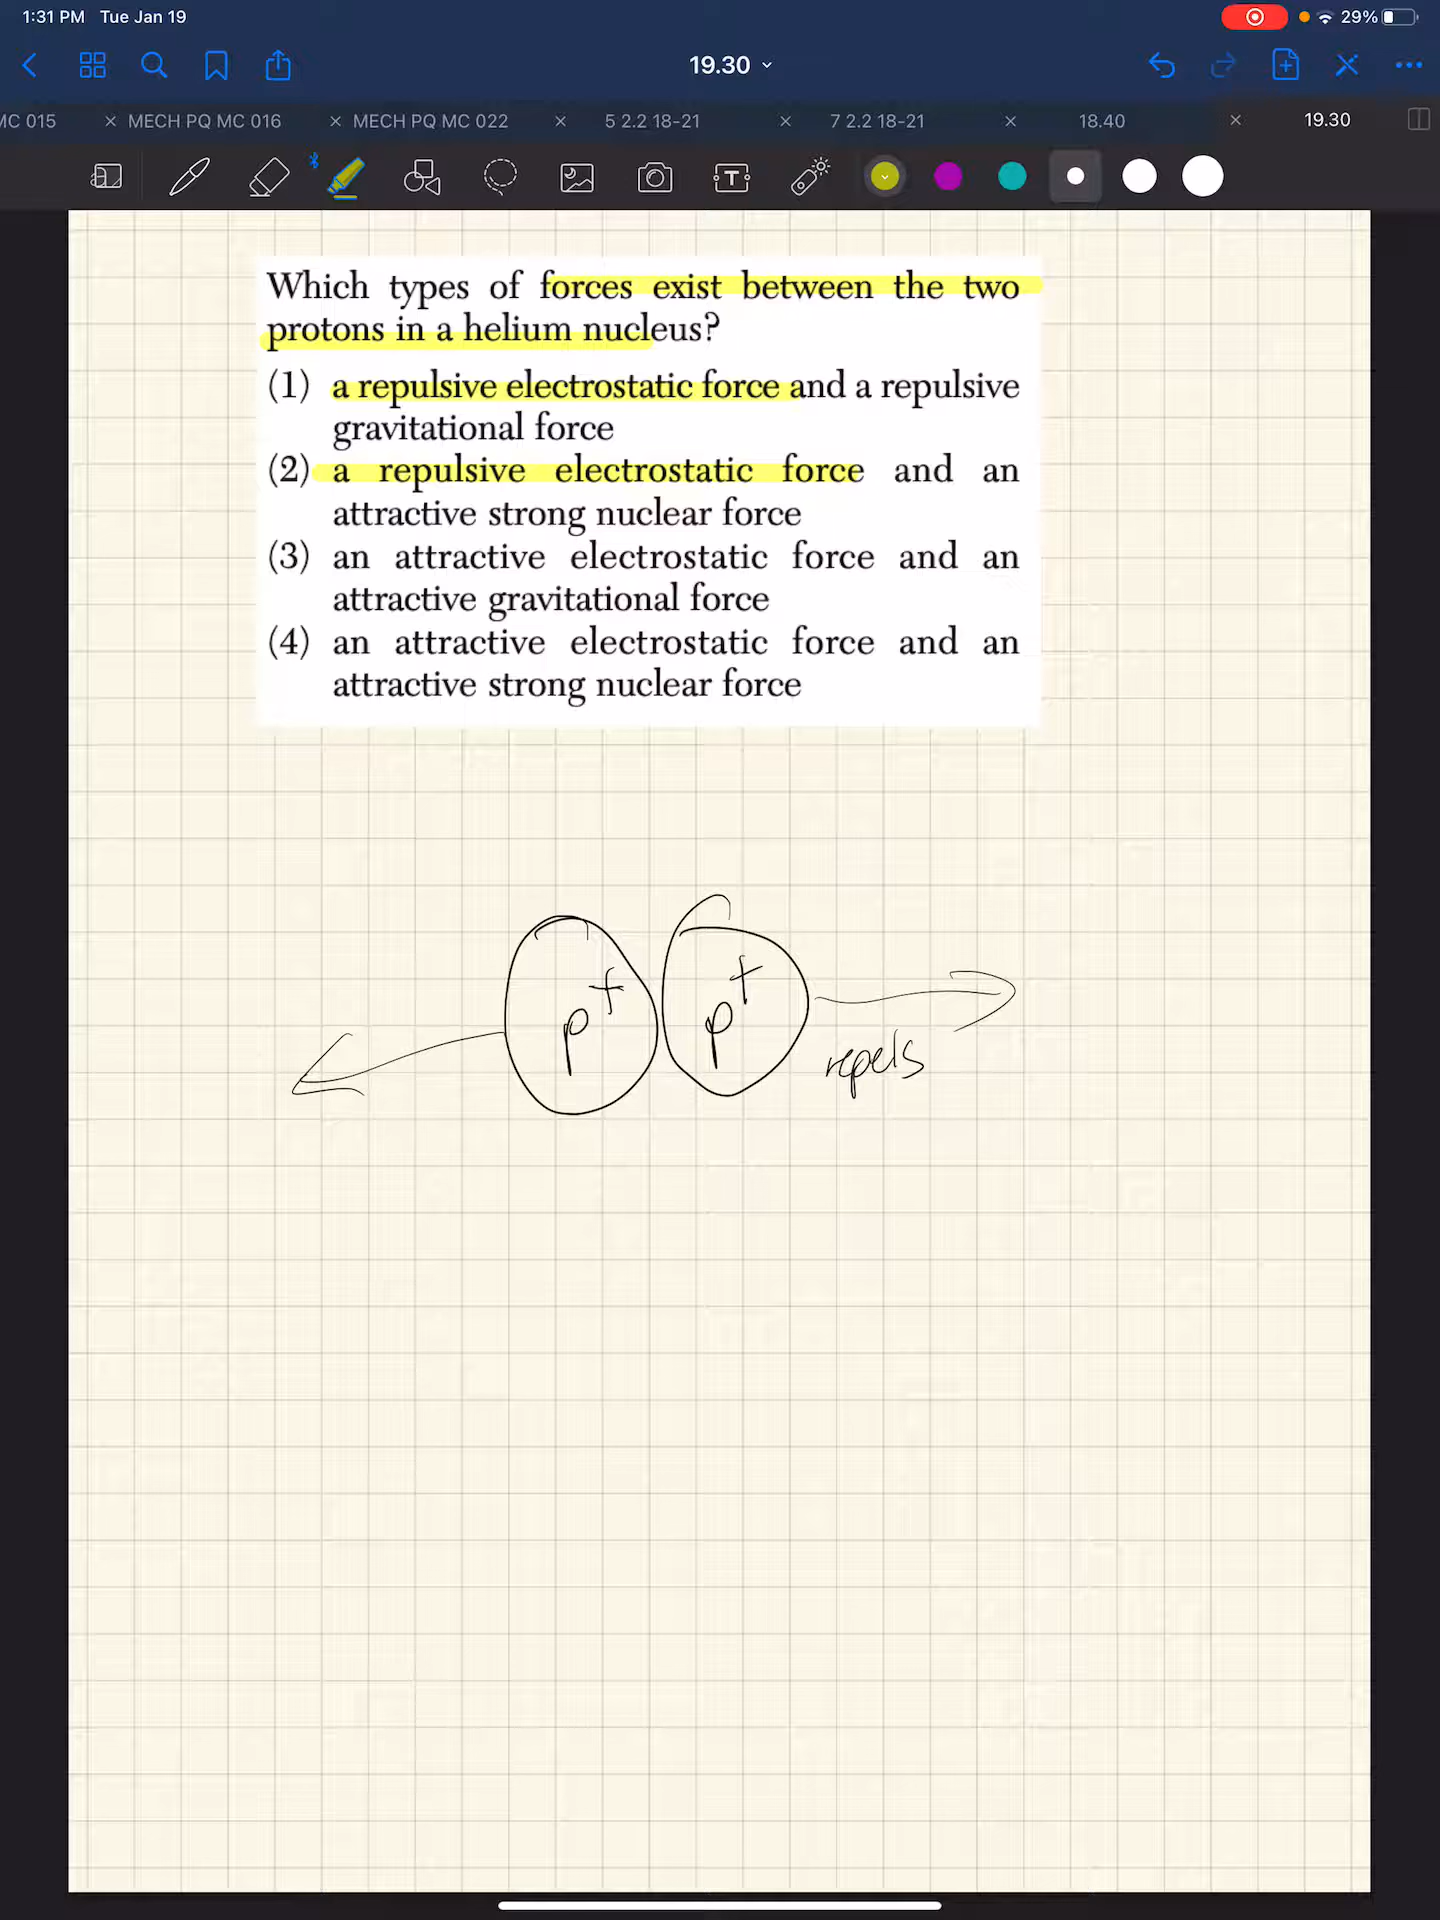 1:31 PM Tue Jan 19
29%
19.30
MC 015
MECH PQ MC 016
MECH PQ MC 022
5 2.2 18-21
7 2.2 18-21
18.40
19.30
T
Which types of forces exist between the two
protons in a helium nucleus?
(1) a repulsive electrostatic force and a repulsive
gravitational force
(2) a repulsive electrostatic force and an
attractive strong nuclear force
(3) an attractive electrostatic force and an
attractive gravitational force
(4) an attractive electrostatic force and an
attractive strong nuclear force
p+ p+
repels